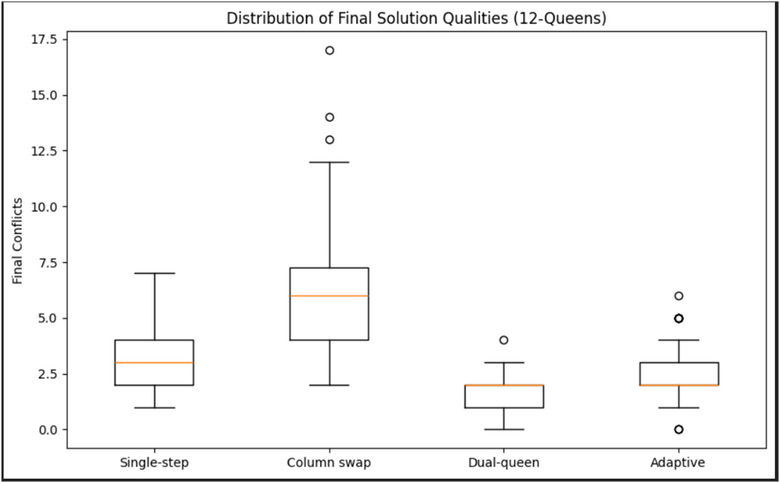 Distribution of Final Solution Qualities (12-Queens)
Final Conflicts
17.5
15.0
12.5
10.0
7.5
5.0
2.5
0.0
Single-step
Column swap
Dual-queen
Adaptive